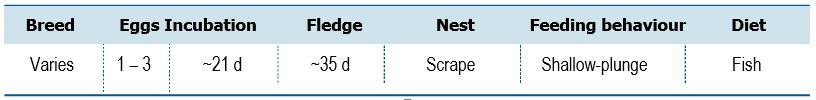 Breed Eggs Incubation Fledge Nest Feeding behaviour Diet
Varies 1 – 3 ~21 d ~35 d Scrape Shallow-plunge Fish